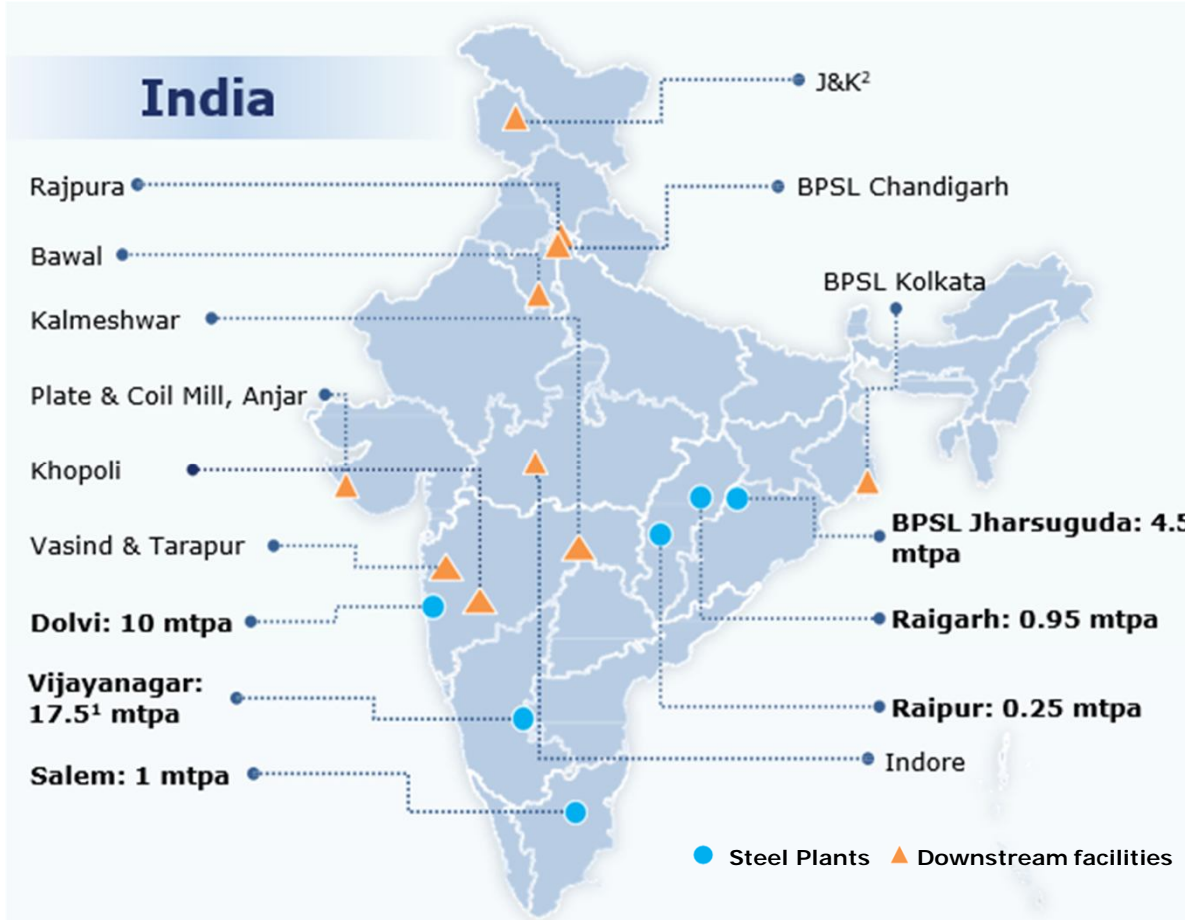 India
J&K²
Rajpura
BPSL Chandigarh
Bawal
BPSL Kolkata
Kalmeshwar
Plate & Coil Mill, Anjar
Khopoli
BPSL Jharsuguda: 4.5
mtpa
Vasind & Tarapur
Dolvi: 10 mtpa
Raigarh: 0.95 mtpa
Vijayanagar:
17.5¹ mtpa
Raipur: 0.25 mtpa
Indore
Salem: 1 mtpa
Steel Plants
Downstream facilities